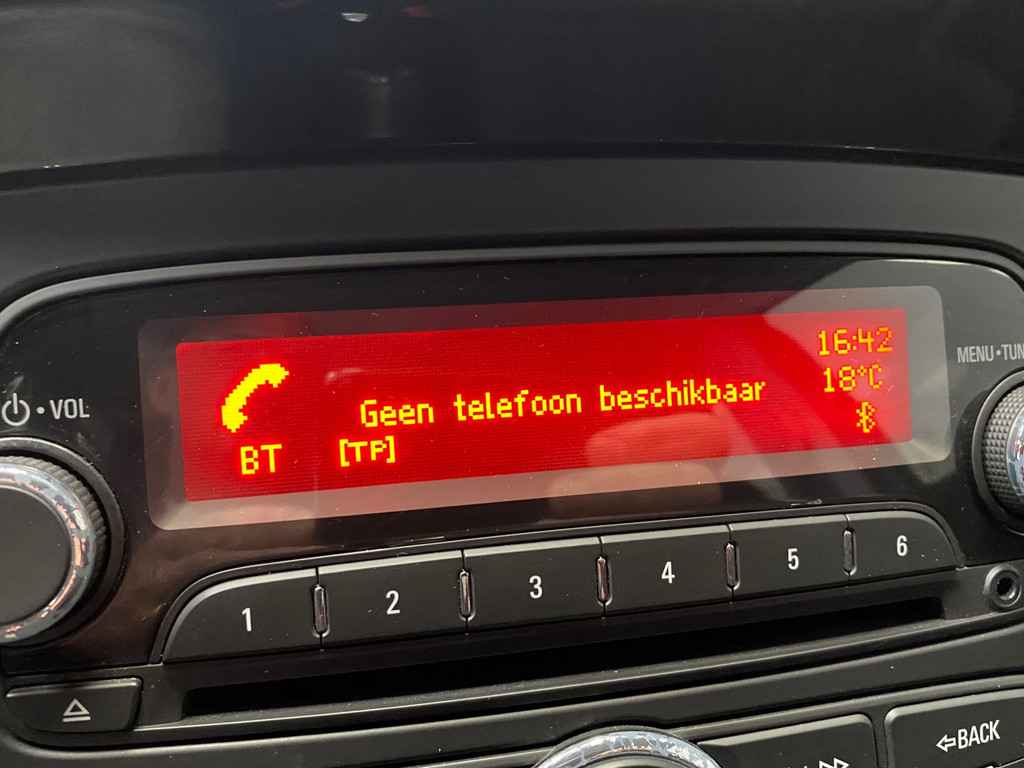 16:42
18°C
Geen telefoon beschikbaar
BT [TP]
VOL
MENU•TUN
1 2 3 4 5 6
BACK